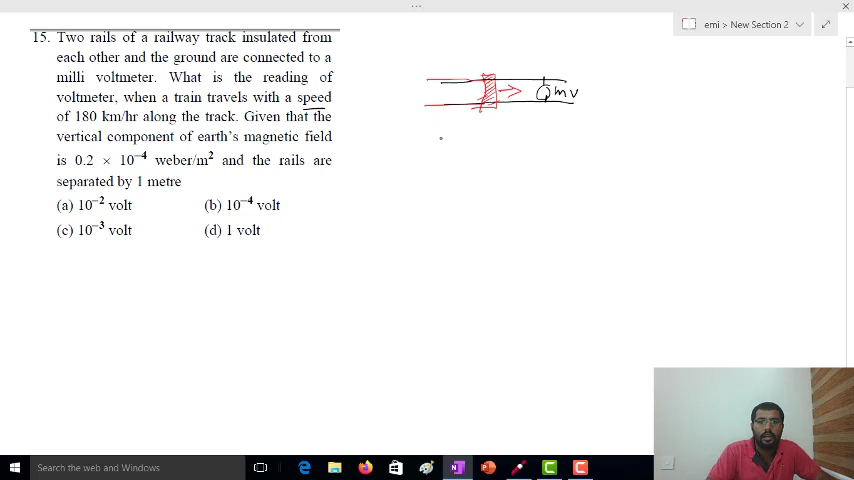 emi > New Section 2
15. Two rails of a railway track insulated from
each other and the ground are connected to a
milli voltmeter. What is the reading of
voltmeter, when a train travels with a speed
of 180 km/hr along the track. Given that the
vertical component of earth's magnetic field
is 0.2 × 10⁻⁴ weber/m² and the rails are
separated by 1 metre
(a) 10⁻² volt (b) 10⁻⁴ volt
(c) 10⁻³ volt (d) 1 volt
mv
Search the web and Windows